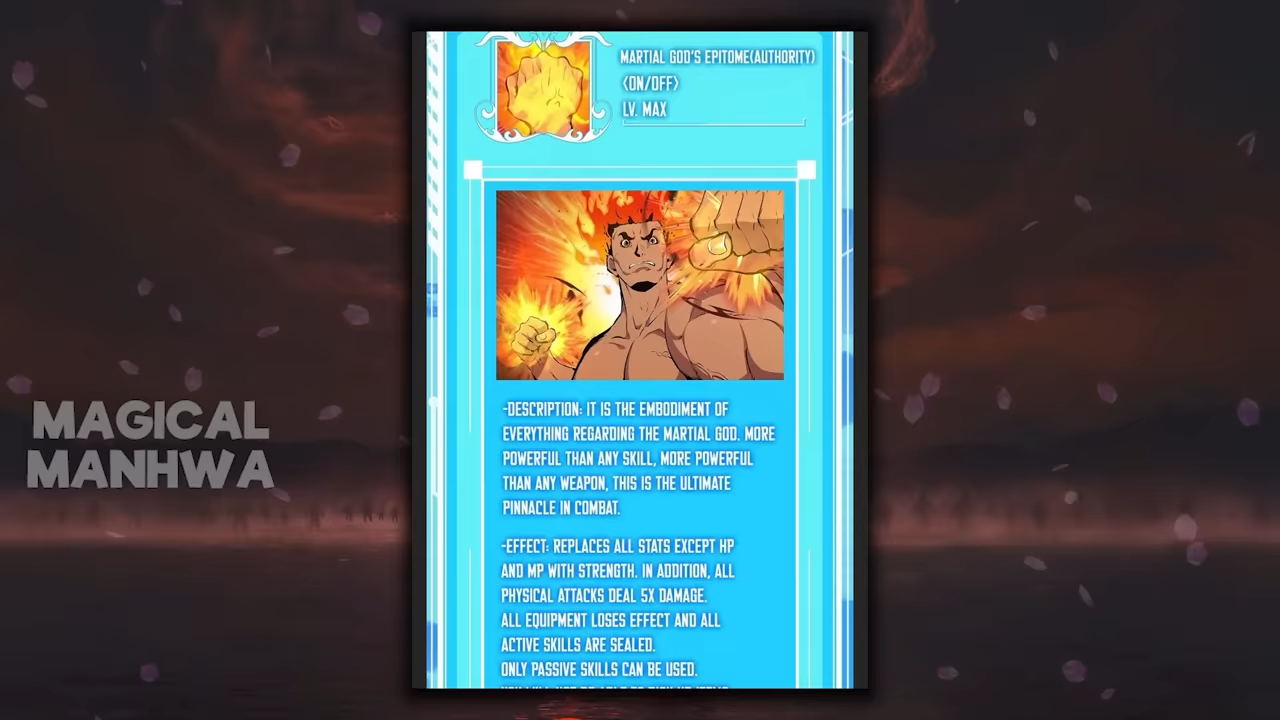 MARTIAL GOD'S EPITOME(AUTHORITY)
<ON/OFF>
LV. MAX
-DESCRIPTION: IT IS THE EMBODIMENT OF
EVERYTHING REGARDING THE MARTIAL GOD. MORE
POWERFUL THAN ANY SKILL, MORE POWERFUL
THAN ANY WEAPON, THIS IS THE ULTIMATE
PINNACLE IN COMBAT.
-EFFECT: REPLACES ALL STATS EXCEPT HP
AND MP WITH STRENGTH. IN ADDITION, ALL
PHYSICAL ATTACKS DEAL 5X DAMAGE.
ALL EQUIPMENT LOSES EFFECT AND ALL
ACTIVE SKILLS ARE SEALED.
ONLY PASSIVE SKILLS CAN BE USED.
MAGICAL
MANHWA